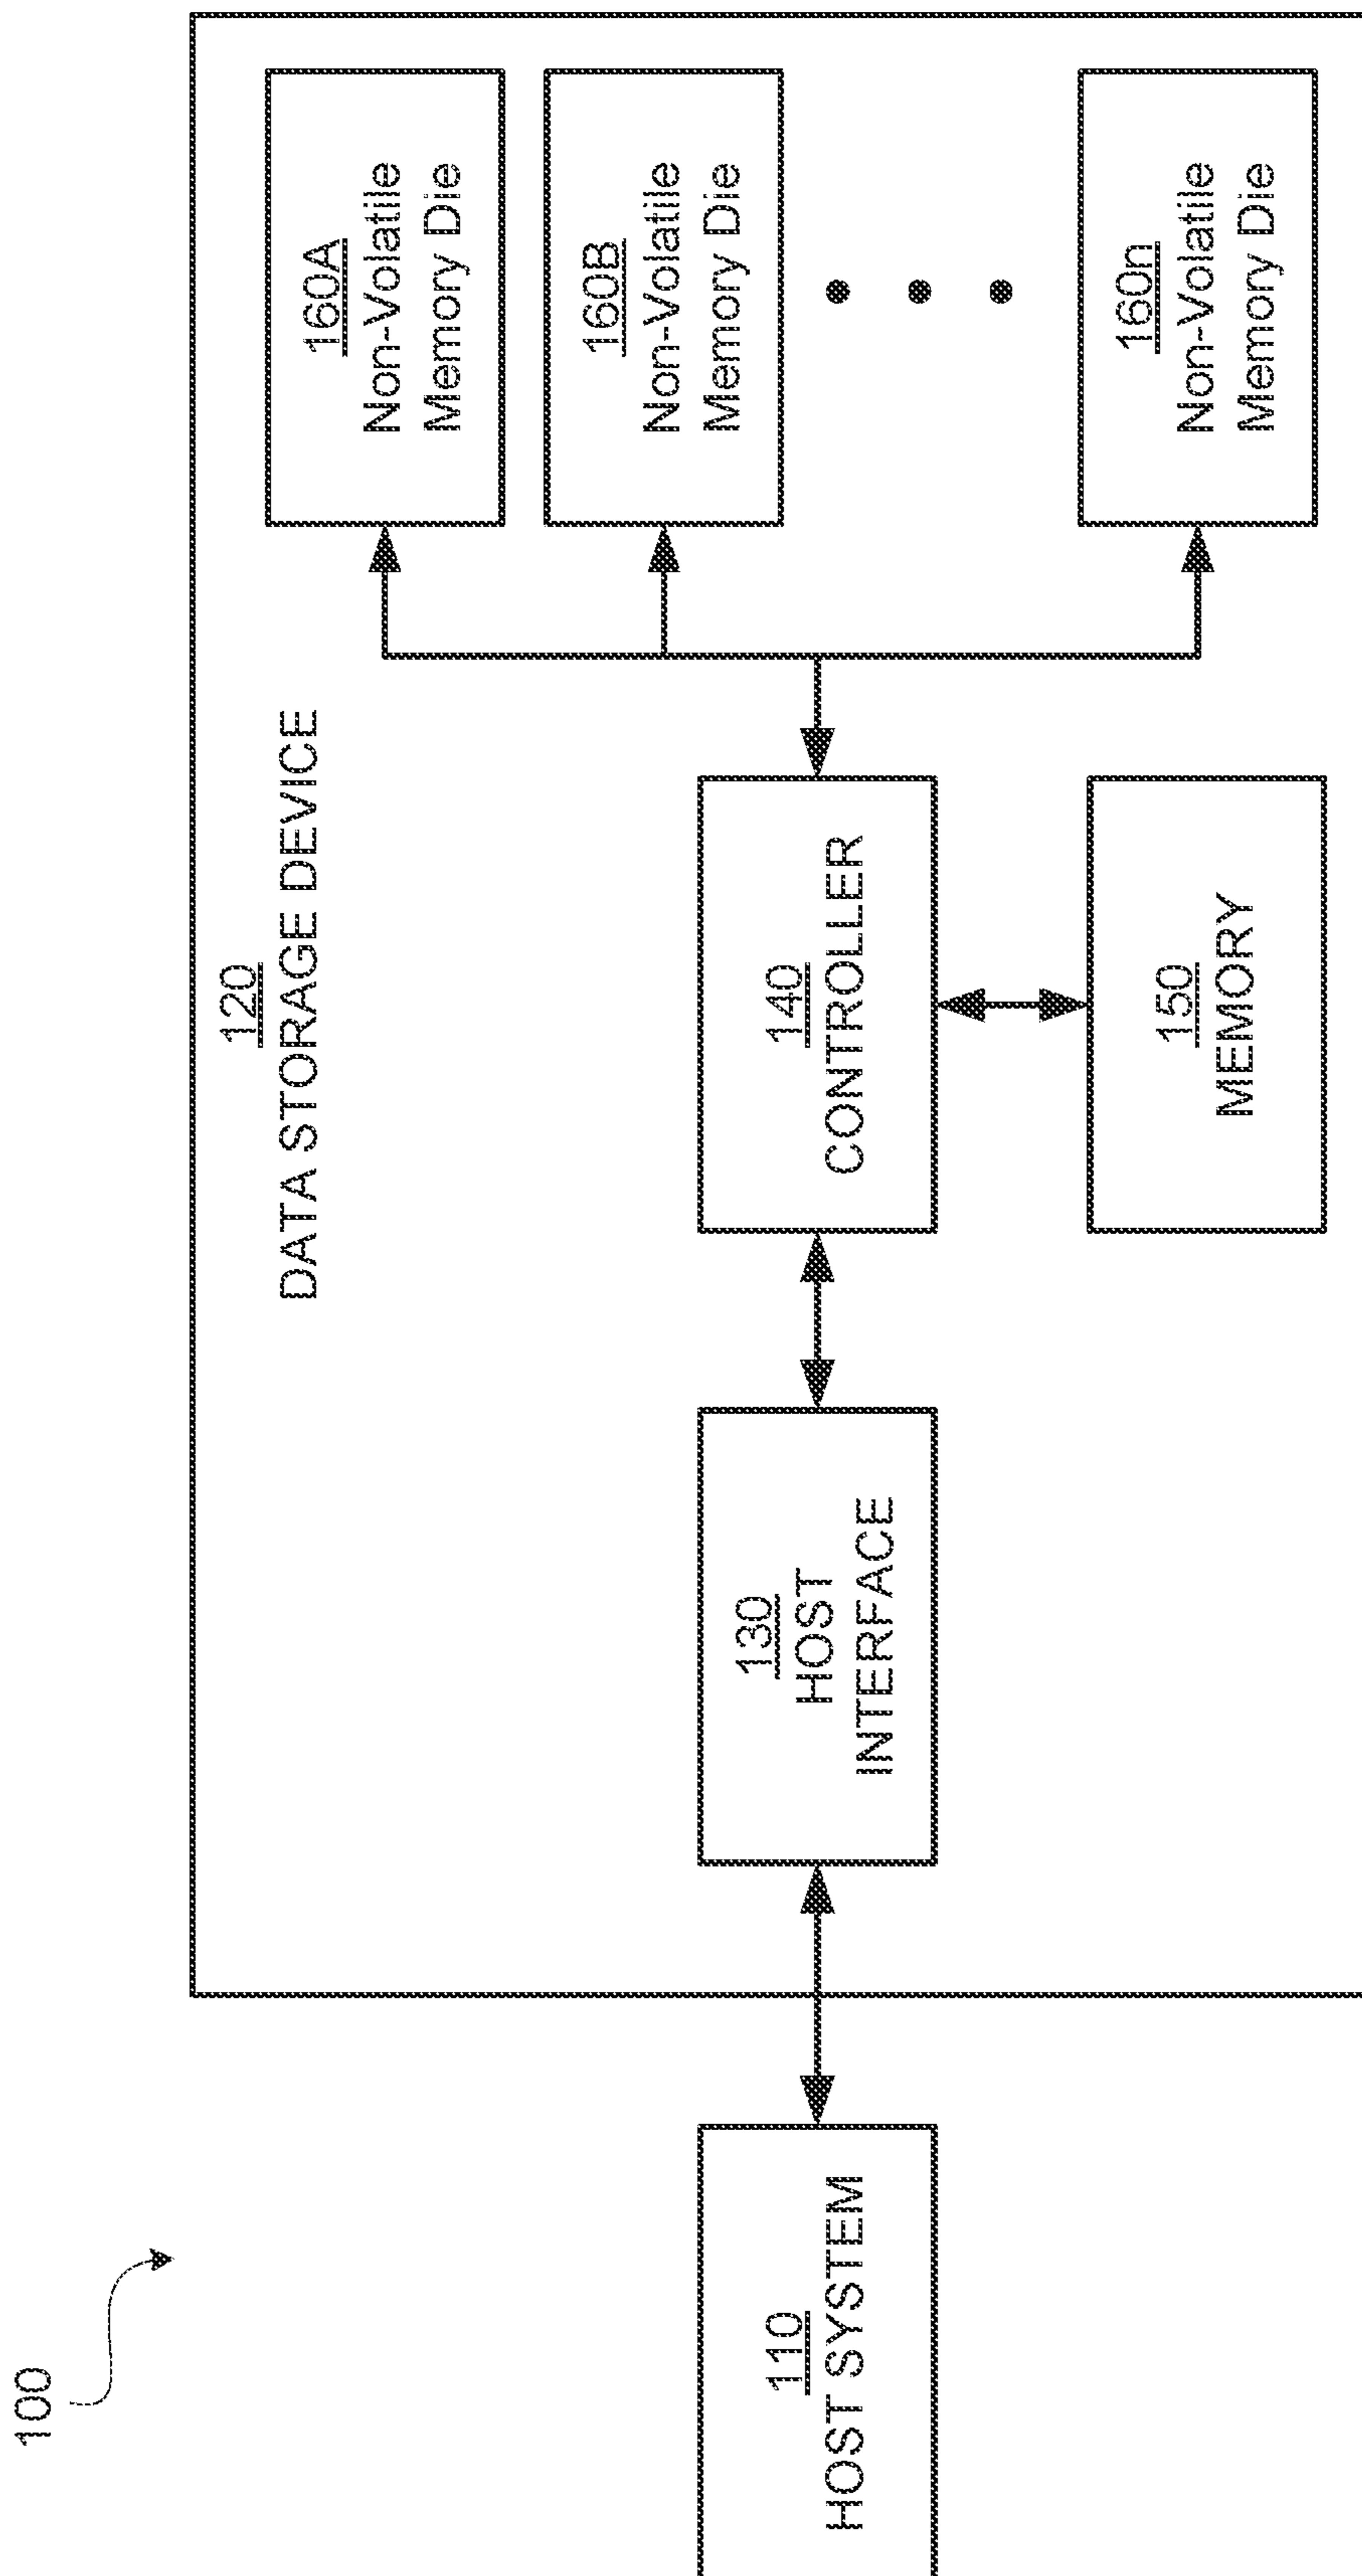 100
110
HOST SYSTEM
120
DATA STORAGE DEVICE
130
HOST
INTERFACE
140
CONTROLLER
150
MEMORY
160A
Non-Volatile
Memory Die
160B
Non-Volatile
Memory Die
160n
Non-Volatile
Memory Die